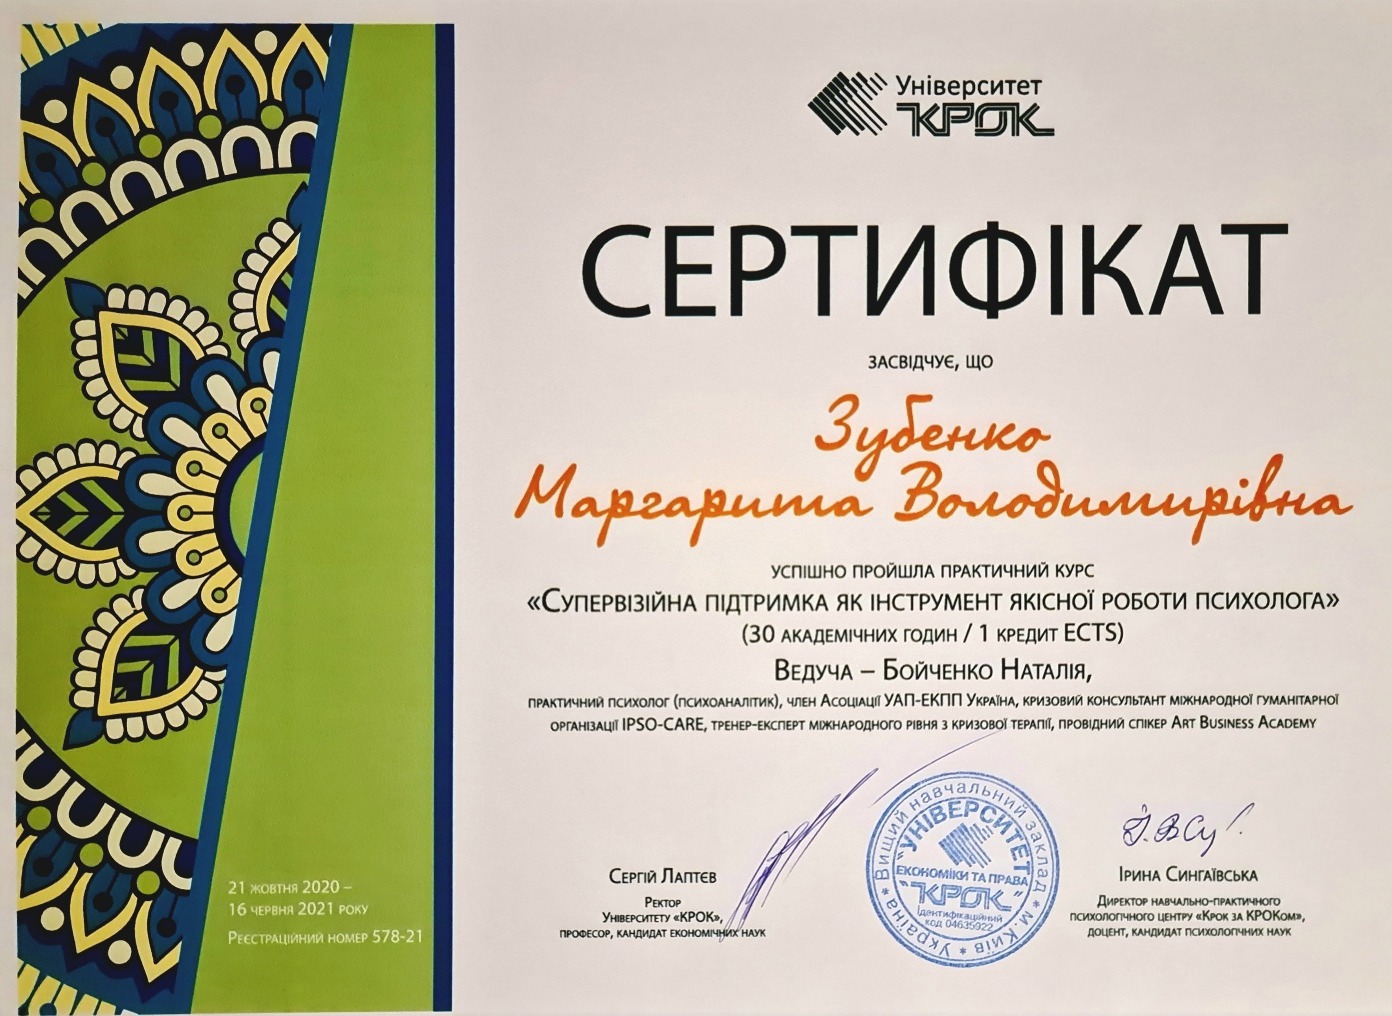 Університет
КРОК
СЕРТИФІКАТ
ЗАСВІДЧУЄ, ЩО
Зубенко
Маргарита Володимирівна
УСПІШНО ПРОЙШЛА ПРАКТИЧНИЙ КУРС
«СУПЕРВІЗІЙНА ПІДТРИМКА ЯК ІНСТРУМЕНТ ЯКІСНОЇ РОБОТИ ПСИХОЛОГА»
(30 АКАДЕМІЧНИХ ГОДИН / 1 КРЕДИТ ECTS)
ВЕДУЧА – БОЙЧЕНКО НАТАЛІЯ,
ПРАКТИЧНИЙ ПСИХОЛОГ (ПСИХОАНАЛІТИК), ЧЛЕН АСОЦІАЦІЇ УАП-ЕКПП УКРАЇНА, КРИЗОВИЙ КОНСУЛЬТАНТ МІЖНАРОДНОЇ ГУМАНІТАРНОЇ
ОРГАНІЗАЦІЇ IPSO-CARE, ТРЕНЕР-ЕКСПЕРТ МІЖНАРОДНОГО РІВНЯ З КРИЗОВОЇ ТЕРАПІЇ, ПРОВІДНИЙ СПІКЕР ART BUSINESS ACADEMY
СЕРГІЙ ЛАПТЄВ
РЕКТОР
УНІВЕРСИТЕТУ «КРОК»,
ПРОФЕСОР, КАНДИДАТ ЕКОНОМІЧНИХ НАУК
Вищий навчальний заклад
"УНІВЕРСИТЕТ
ЕКОНОМІКИ ТА ПРАВА
"КРОК"
Ідентифікаційний
код 04635922
* Україна * м.Київ *
ІРИНА СИНГАЇВСЬКА
ДИРЕКТОР НАВЧАЛЬНО-ПРАКТИЧНОГО
ПСИХОЛОГІЧНОГО ЦЕНТРУ «КРОК ЗА КРОКОМ»,
ДОЦЕНТ, КАНДИДАТ ПСИХОЛОГІЧНИХ НАУК
21 ЖОВТНЯ 2020 –
16 ЧЕРВНЯ 2021 РОКУ
РЕЄСТРАЦІЙНИЙ НОМЕР 578-21